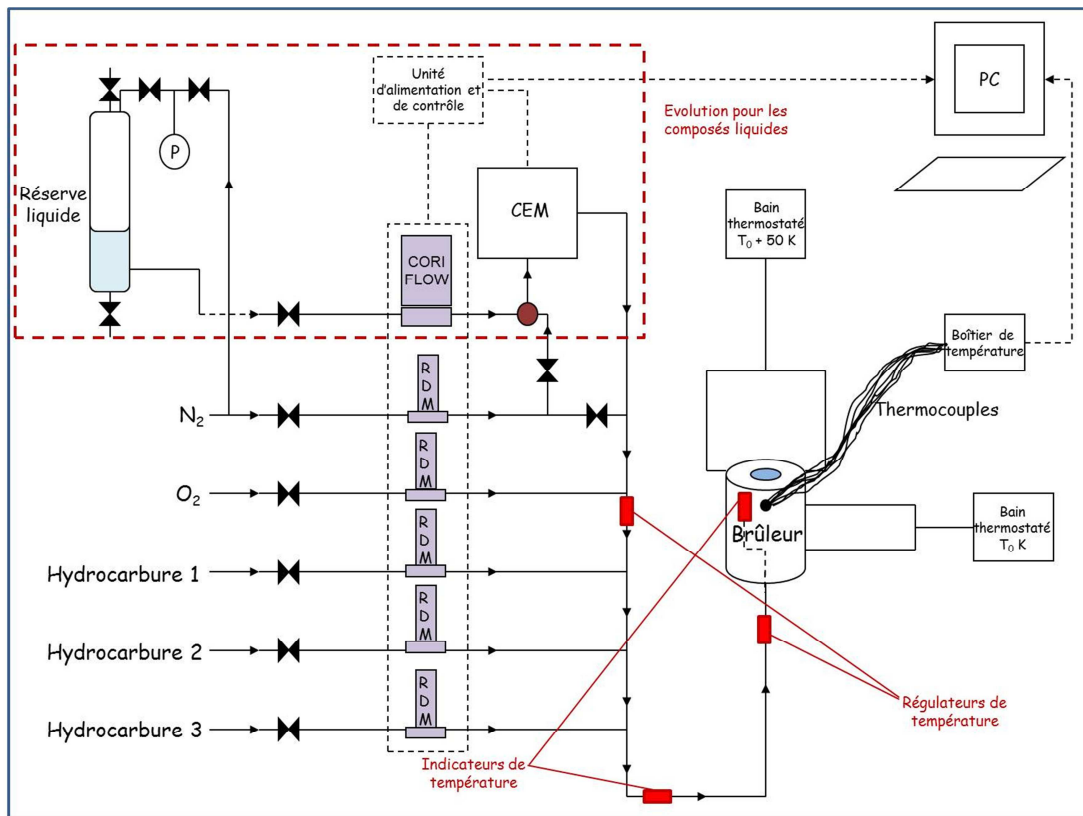 Unité
d'alimentation et
de contrôle
PC
Evolution pour les
composés liquides
P
Réserve
liquide
CEM
Bain
thermostaté
T₀ + 50 K
CORI
FLOW
Boîtier de
température
R
D
M
N₂
Thermocouples
R
D
M
O₂
Brûleur
Bain
thermostaté
T₀ K
R
D
M
Hydrocarbure 1
R
D
M
Hydrocarbure 2
R
D
M
Hydrocarbure 3
Régulateurs de
température
Indicateurs de
température